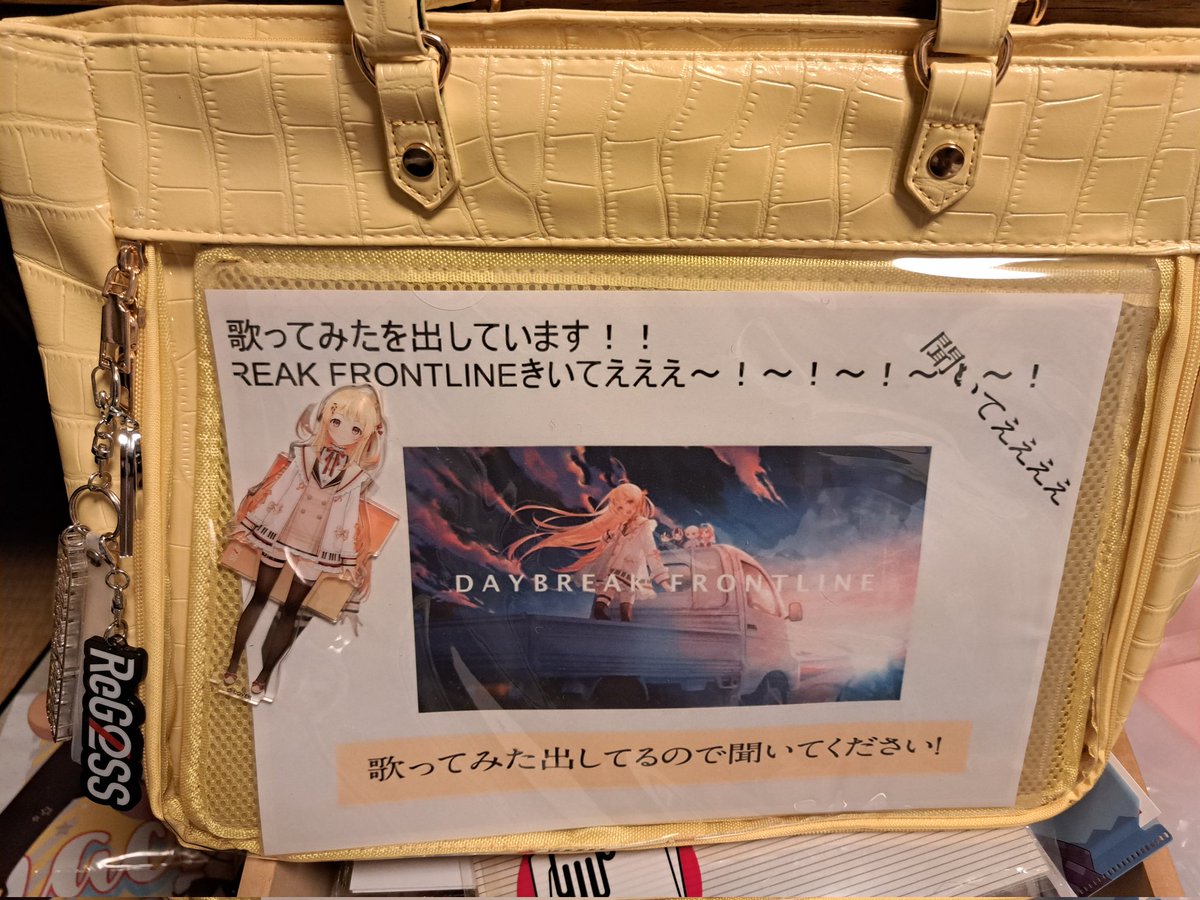 歌ってみたを出しています！！
REAK FRONTLINEきいてえええ～！～！～！～ ～！
聞いてええええ
DAYBREAK FRONTLINE
歌ってみた出してるので聞いてください!
ReGLOSS